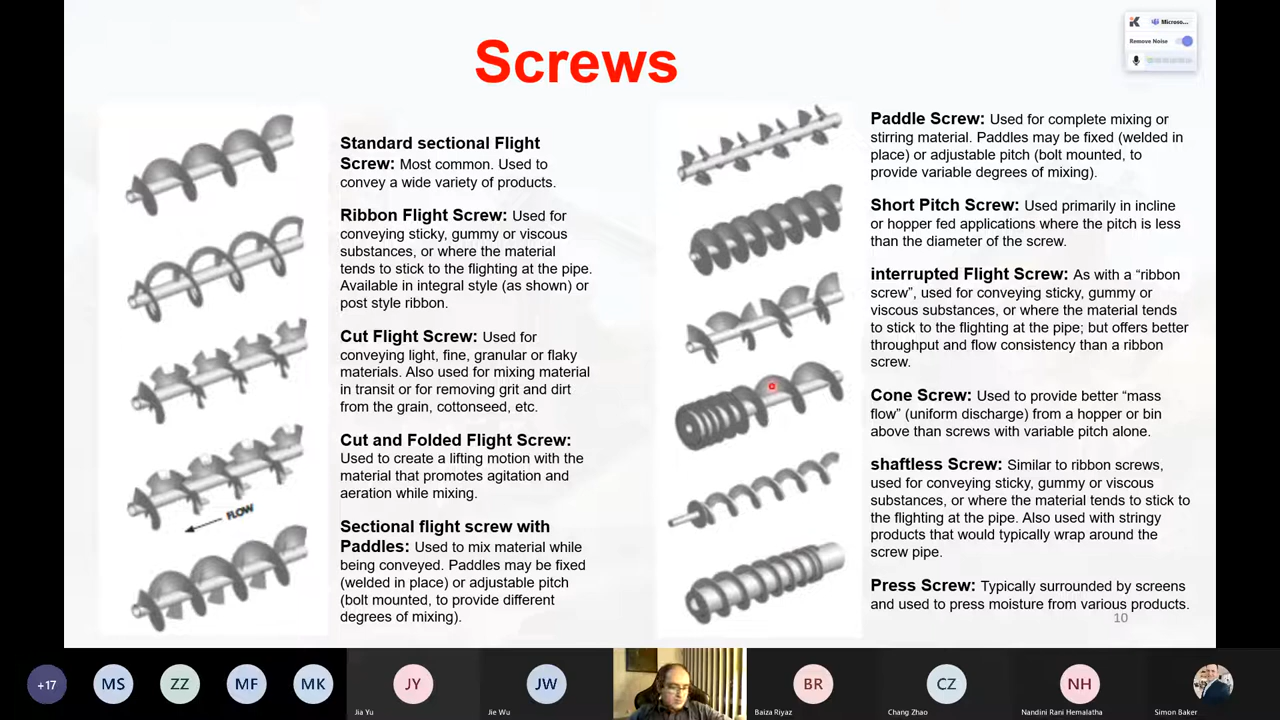 Screws
Standard sectional Flight
Screw: Most common. Used to
convey a wide variety of products.
Ribbon Flight Screw: Used for
conveying sticky, gummy or viscous
substances, or where the material
tends to stick to the flighting at the pipe.
Available in integral style (as shown) or
post style ribbon.
Cut Flight Screw: Used for
conveying light, fine, granular or flaky
materials. Also used for mixing material
in transit or for removing grit and dirt
from the grain, cottonseed, etc.
Cut and Folded Flight Screw:
Used to create a lifting motion with the
material that promotes agitation and
aeration while mixing.
Sectional flight screw with
Paddles: Used to mix material while
being conveyed. Paddles may be fixed
(welded in place) or adjustable pitch
(bolt mounted, to provide different
degrees of mixing).
FLOW
Paddle Screw: Used for complete mixing or
stirring material. Paddles may be fixed (welded in
place) or adjustable pitch (bolt mounted, to
provide variable degrees of mixing).
Short Pitch Screw: Used primarily in incline
or hopper fed applications where the pitch is less
than the diameter of the screw.
interrupted Flight Screw: As with a “ribbon
screw”, used for conveying sticky, gummy or
viscous substances, or where the material tends
to stick to the flighting at the pipe; but offers better
throughput and flow consistency than a ribbon
screw.
Cone Screw: Used to provide better “mass
flow” (uniform discharge) from a hopper or bin
above than screws with variable pitch alone.
shaftless Screw: Similar to ribbon screws,
used for conveying sticky, gummy or viscous
substances, or where the material tends to stick to
the flighting at the pipe. Also used with stringy
products that would typically wrap around the
screw pipe.
Press Screw: Typically surrounded by screens
and used to press moisture from various products.
10
Microso...
Remove Noise
+17
MS
ZZ
MF
MK
JY
Jia Yu
JW
Jie Wu
BR
Baiza Riyaz
CZ
Chang Zhao
NH
Nandini Rani Hemalatha
Simon Baker